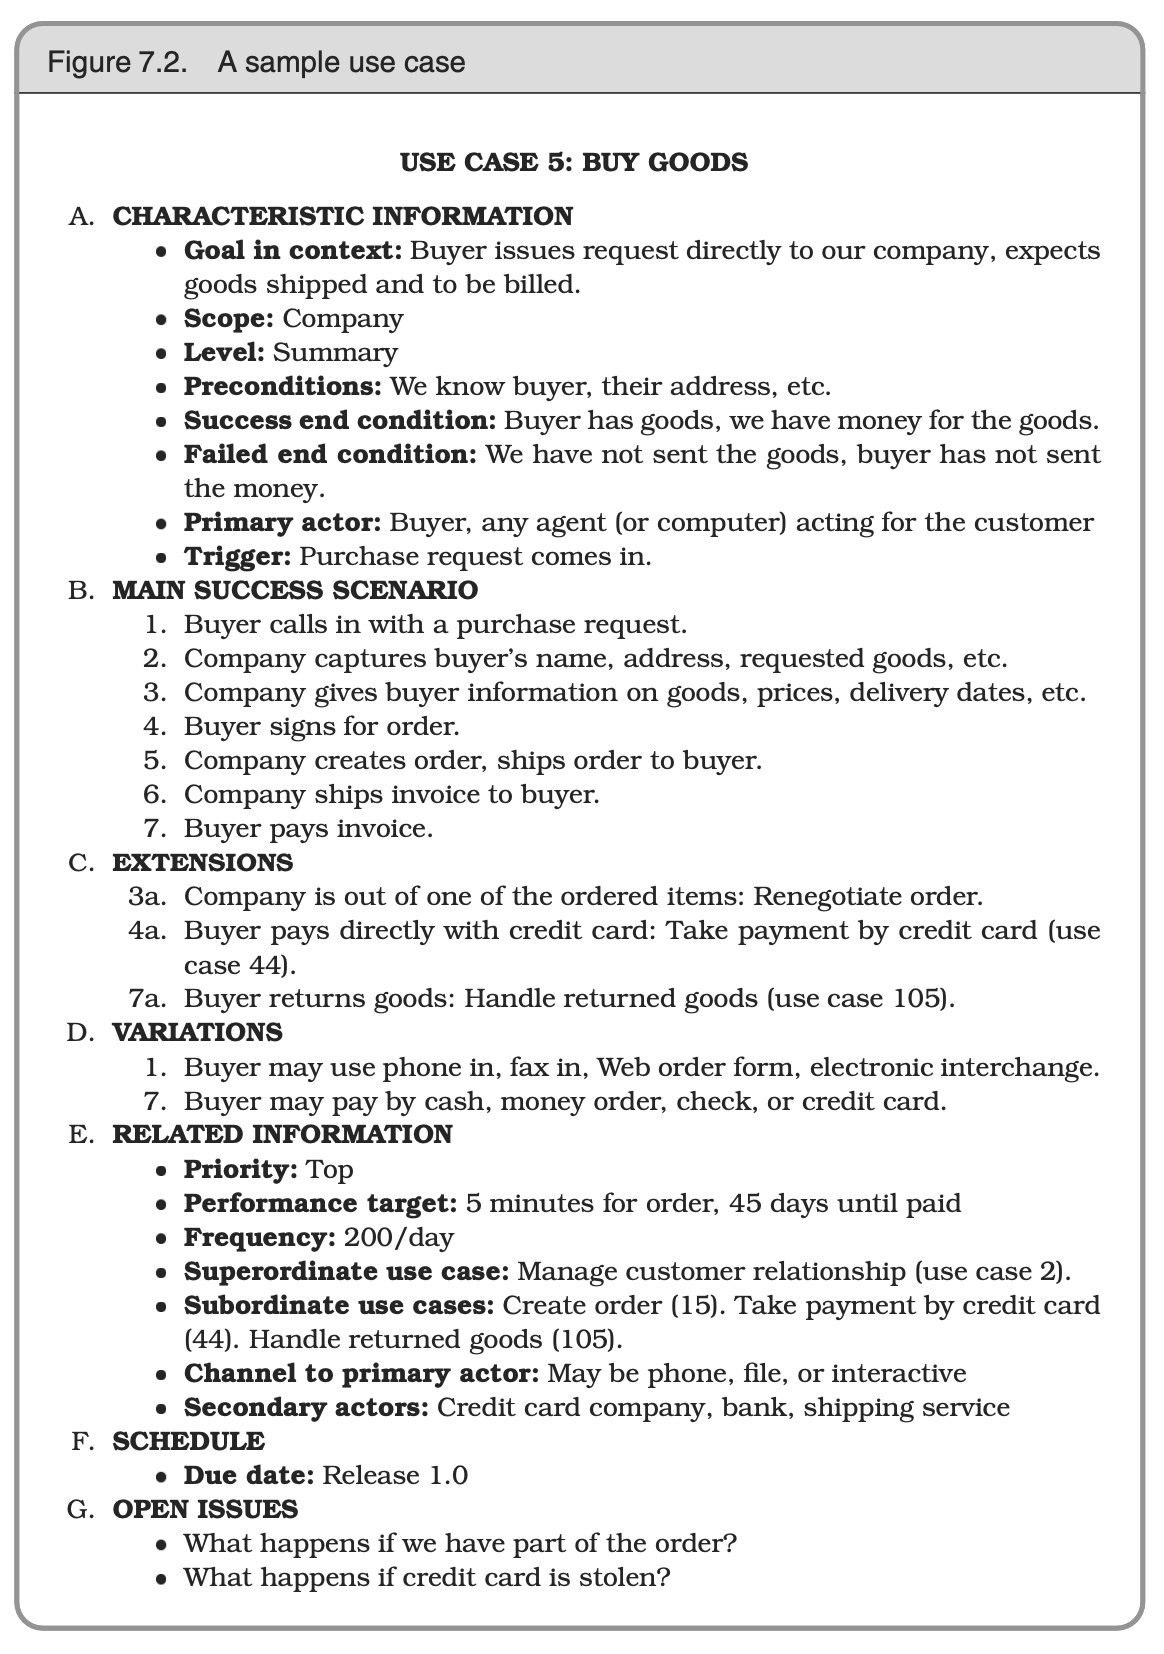 Figure 7.2. A sample use case
USE CASE 5: BUY GOODS
A. CHARACTERISTIC INFORMATION
• Goal in context: Buyer issues request directly to our company, expects
goods shipped and to be billed.
• Scope: Company
• Level: Summary
• Preconditions: We know buyer, their address, etc.
• Success end condition: Buyer has goods, we have money for the goods.
• Failed end condition: We have not sent the goods, buyer has not sent
the money.
• Primary actor: Buyer, any agent (or computer) acting for the customer
• Trigger: Purchase request comes in.
B. MAIN SUCCESS SCENARIO
1. Buyer calls in with a purchase request.
2. Company captures buyer’s name, address, requested goods, etc.
3. Company gives buyer information on goods, prices, delivery dates, etc.
4. Buyer signs for order.
5. Company creates order, ships order to buyer.
6. Company ships invoice to buyer.
7. Buyer pays invoice.
C. EXTENSIONS
3a. Company is out of one of the ordered items: Renegotiate order.
4a. Buyer pays directly with credit card: Take payment by credit card (use
case 44).
7a. Buyer returns goods: Handle returned goods (use case 105).
D. VARIATIONS
1. Buyer may use phone in, fax in, Web order form, electronic interchange.
7. Buyer may pay by cash, money order, check, or credit card.
E. RELATED INFORMATION
• Priority: Top
• Performance target: 5 minutes for order, 45 days until paid
• Frequency: 200/day
• Superordinate use case: Manage customer relationship (use case 2).
• Subordinate use cases: Create order (15). Take payment by credit card
(44). Handle returned goods (105).
• Channel to primary actor: May be phone, file, or interactive
• Secondary actors: Credit card company, bank, shipping service
F. SCHEDULE
• Due date: Release 1.0
G. OPEN ISSUES
• What happens if we have part of the order?
• What happens if credit card is stolen?